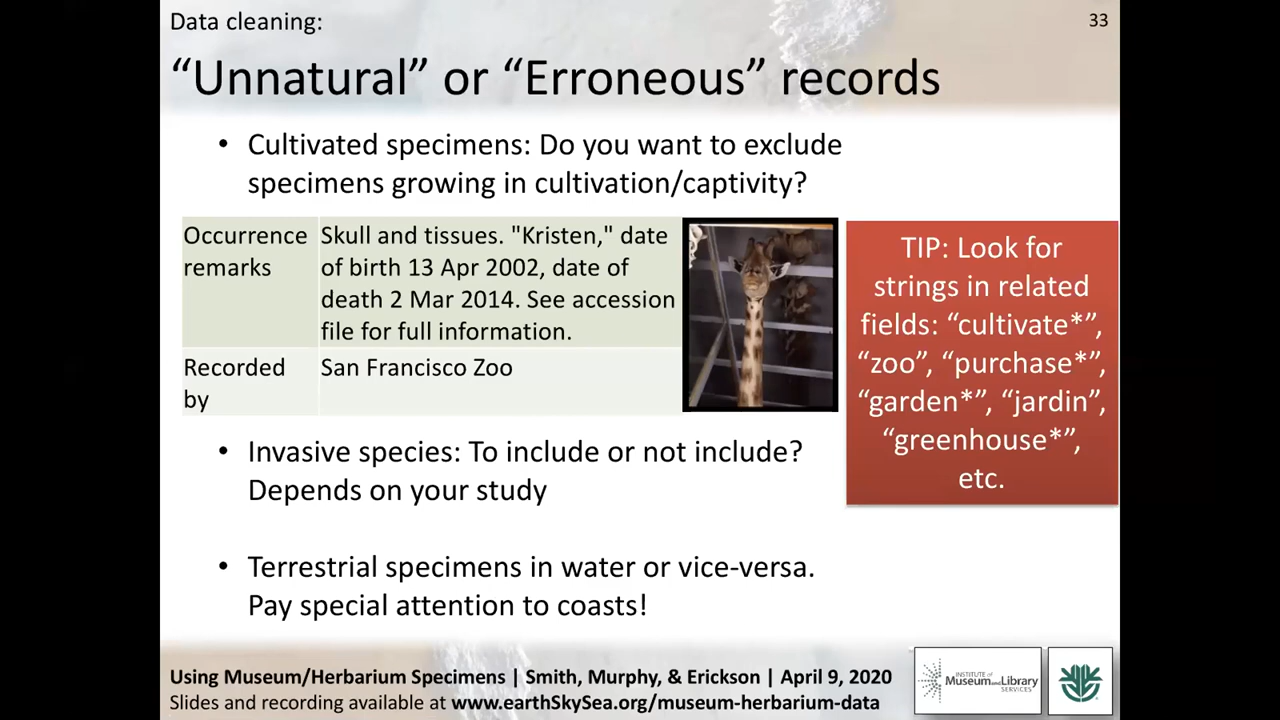 Data cleaning:
33
“Unnatural” or “Erroneous” records
• Cultivated specimens: Do you want to exclude
specimens growing in cultivation/captivity?
Occurrence
remarks
Skull and tissues. "Kristen," date
of birth 13 Apr 2002, date of
death 2 Mar 2014. See accession
file for full information.
Recorded
by
San Francisco Zoo
TIP: Look for
strings in related
fields: “cultivate*”,
“zoo”, “purchase*”,
“garden*”, “jardin”,
“greenhouse*”,
etc.
• Invasive species: To include or not include?
Depends on your study
• Terrestrial specimens in water or vice-versa.
Pay special attention to coasts!
Using Museum/Herbarium Specimens | Smith, Murphy, & Erickson | April 9, 2020
Slides and recording available at www.earthSkySea.org/museum-herbarium-data
INSTITUTE of
Museum and Library
SERVICES